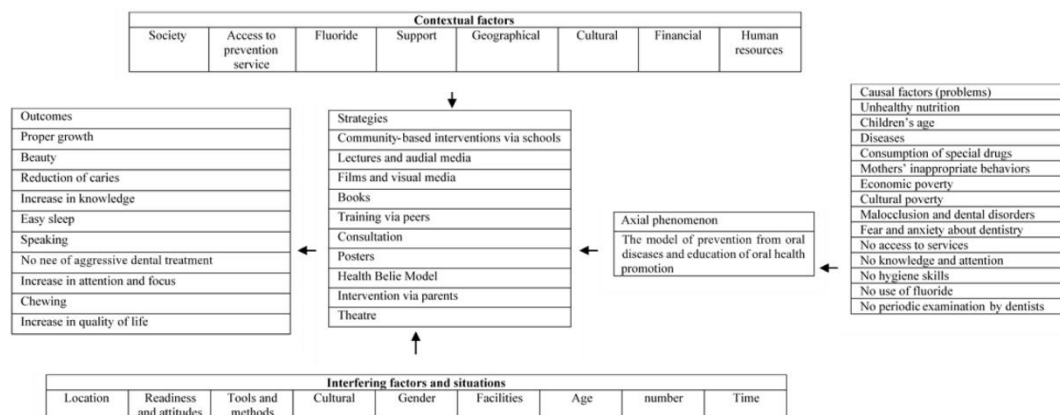 Contextual factors
Society Access to prevention service Fluoride Support Geographical Cultural Financial Human resources
Outcomes
Proper growth
Beauty
Reduction of caries
Increase in knowledge
Easy sleep
Speaking
No nee of aggressive dental treatment
Increase in attention and focus
Chewing
Increase in quality of life
Strategies
Community-based interventions via schools
Lectures and audial media
Films and visual media
Books
Training via peers
Consultation
Posters
Health Belie Model
Intervention via parents
Theatre
Axial phenomenon
The model of prevention from oral
diseases and education of oral health
promotion
Causal factors (problems)
Unhealthy nutrition
Children's age
Diseases
Consumption of special drugs
Mothers' inappropriate behaviors
Economic poverty
Cultural poverty
Malocclusion and dental disorders
Fear and anxiety about dentistry
No access to services
No knowledge and attention
No hygiene skills
No use of fluoride
No periodic examination by dentists
Interfering factors and situations
Location Readiness and attitudes Tools and methods Cultural Gender Facilities Age number Time